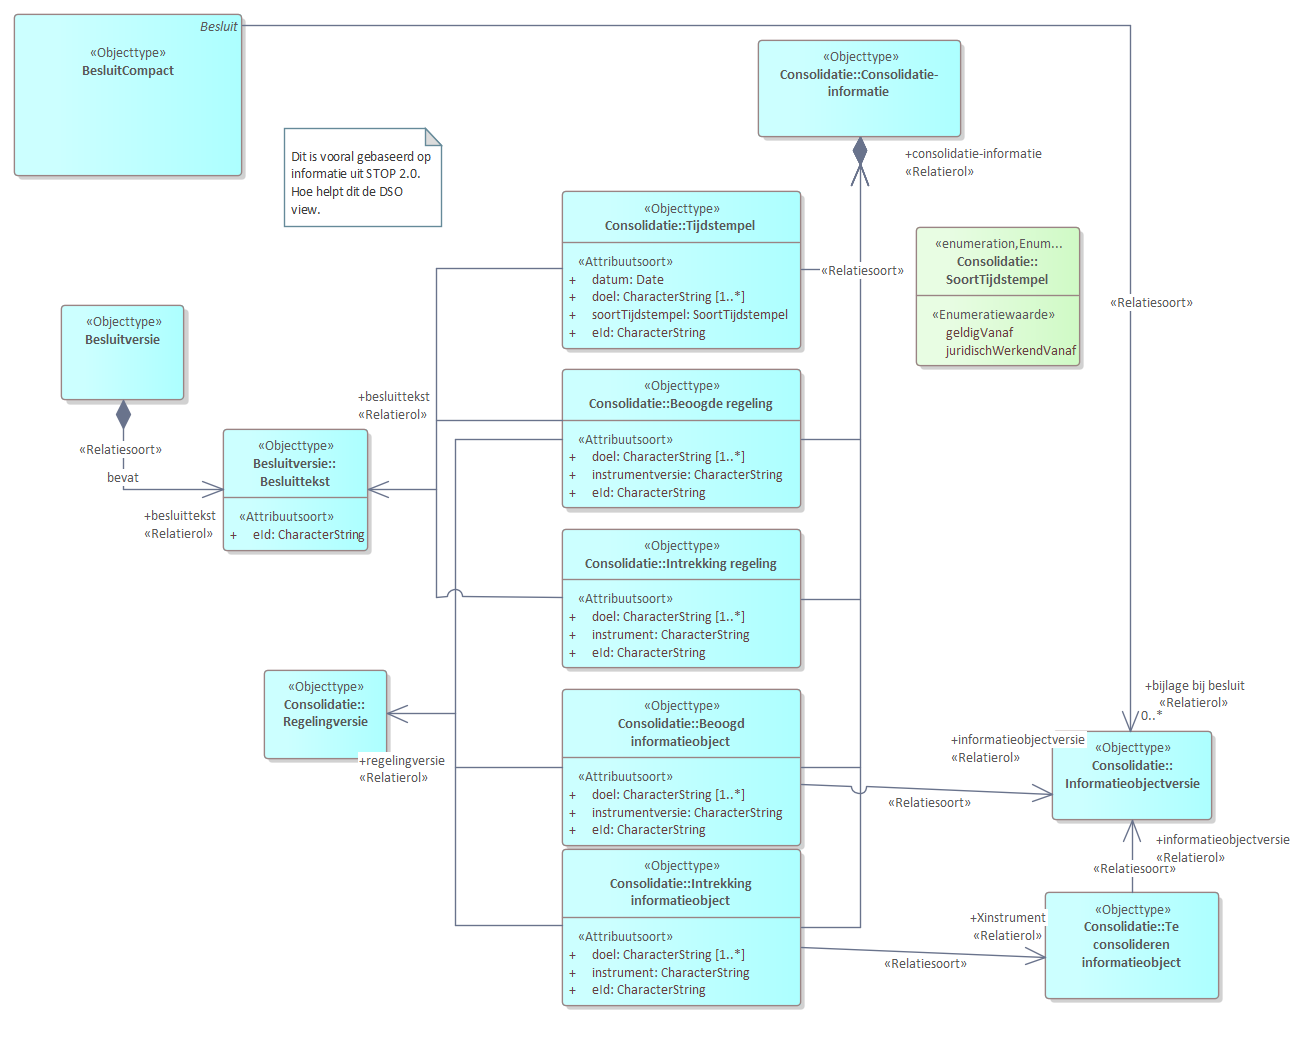 Besluit
«Objecttype»
BesluitCompact
«Objecttype»
Consolidatie::Consolidatie-
informatie
Dit is vooral gebaseerd op
informatie uit STOP 2.0.
Hoe helpt dit de DSO
view.
+consolidatie-informatie
«Relatierol»
«Objecttype»
Consolidatie::Tijdstempel
«Attribuutsoort»
+ datum: Date
+ doel: CharacterString [1..*]
+ soortTijdstempel: SoortTijdstempel
+ eId: CharacterString
«Relatiesoort»
«enumeration,Enum...
Consolidatie::
SoortTijdstempel
«Enumeratiewaarde»
geldigVanaf
juridischWerkendVanaf
«Relatiesoort»
«Objecttype»
Besluitversie
«Relatiesoort»
bevat
+besluittekst
«Relatierol»
+besluittekst
«Relatierol»
«Objecttype»
Besluitversie::
Besluittekst
«Attribuutsoort»
+ eId: CharacterString
«Objecttype»
Consolidatie::Beoogde regeling
«Attribuutsoort»
+ doel: CharacterString [1..*]
+ instrumentversie: CharacterString
+ eId: CharacterString
«Objecttype»
Consolidatie::Intrekking regeling
«Attribuutsoort»
+ doel: CharacterString [1..*]
+ instrument: CharacterString
+ eId: CharacterString
«Objecttype»
Consolidatie::
Regelingversie
+regelingversie
«Relatierol»
«Objecttype»
Consolidatie::Beoogd
informatieobject
«Attribuutsoort»
+ doel: CharacterString [1..*]
+ instrumentversie: CharacterString
+ eId: CharacterString
+bijlage bij besluit
«Relatierol»
0..*
+informatieobjectversie
«Relatierol»
«Relatiesoort»
«Objecttype»
Consolidatie::
Informatieobjectversie
+informatieobjectversie
«Relatierol»
«Relatiesoort»
«Objecttype»
Consolidatie::Intrekking
informatieobject
«Attribuutsoort»
+ doel: CharacterString [1..*]
+ instrument: CharacterString
+ eId: CharacterString
+Xinstrument
«Relatierol»
«Relatiesoort»
«Objecttype»
Consolidatie::Te
consolideren
informatieobject